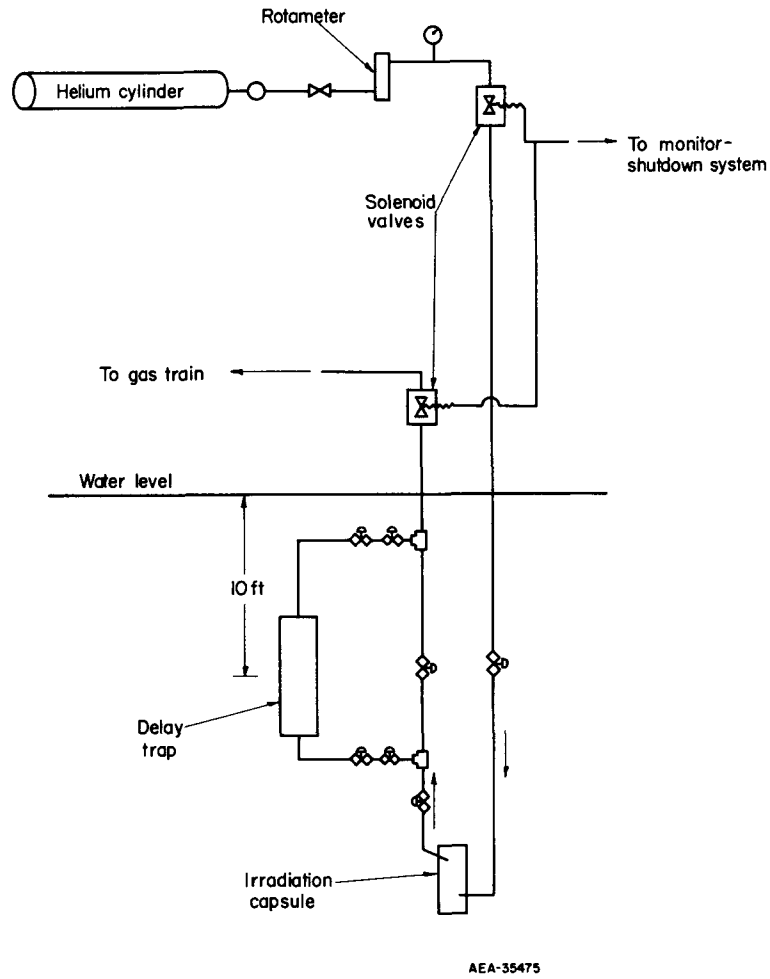 Rotameter
Helium cylinder
To monitor-
shutdown system
Solenoid
valves
To gas train
Water level
10 ft
Delay
trap
Irradiation
capsule
AEA-35475